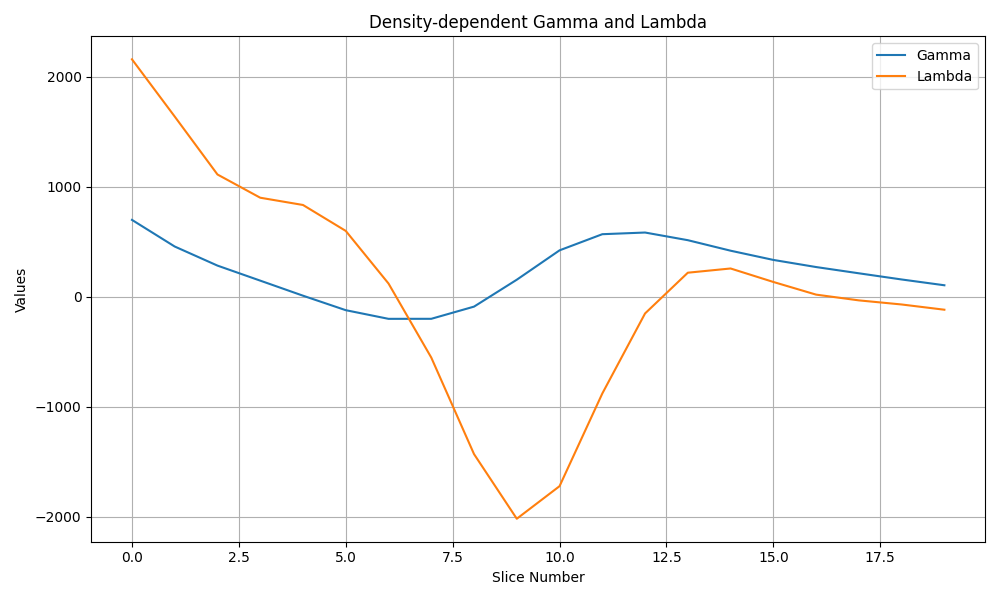 Density-dependent Gamma and Lambda
Gamma
Lambda
Values
2000
1000
0
−1000
−2000
0.0 2.5 5.0 7.5 10.0 12.5 15.0 17.5
Slice Number